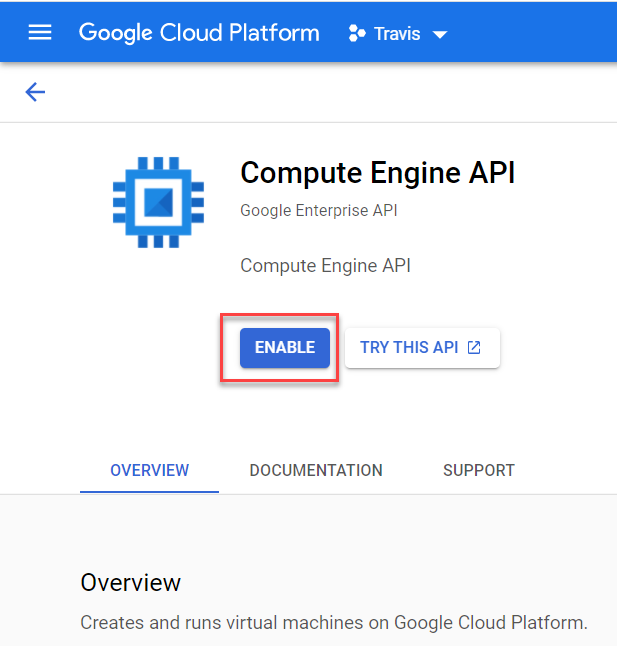 Google Cloud Platform Travis
Compute Engine API
Google Enterprise API
Compute Engine API
ENABLE TRY THIS API
OVERVIEW DOCUMENTATION SUPPORT
Overview
Creates and runs virtual machines on Google Cloud Platform.